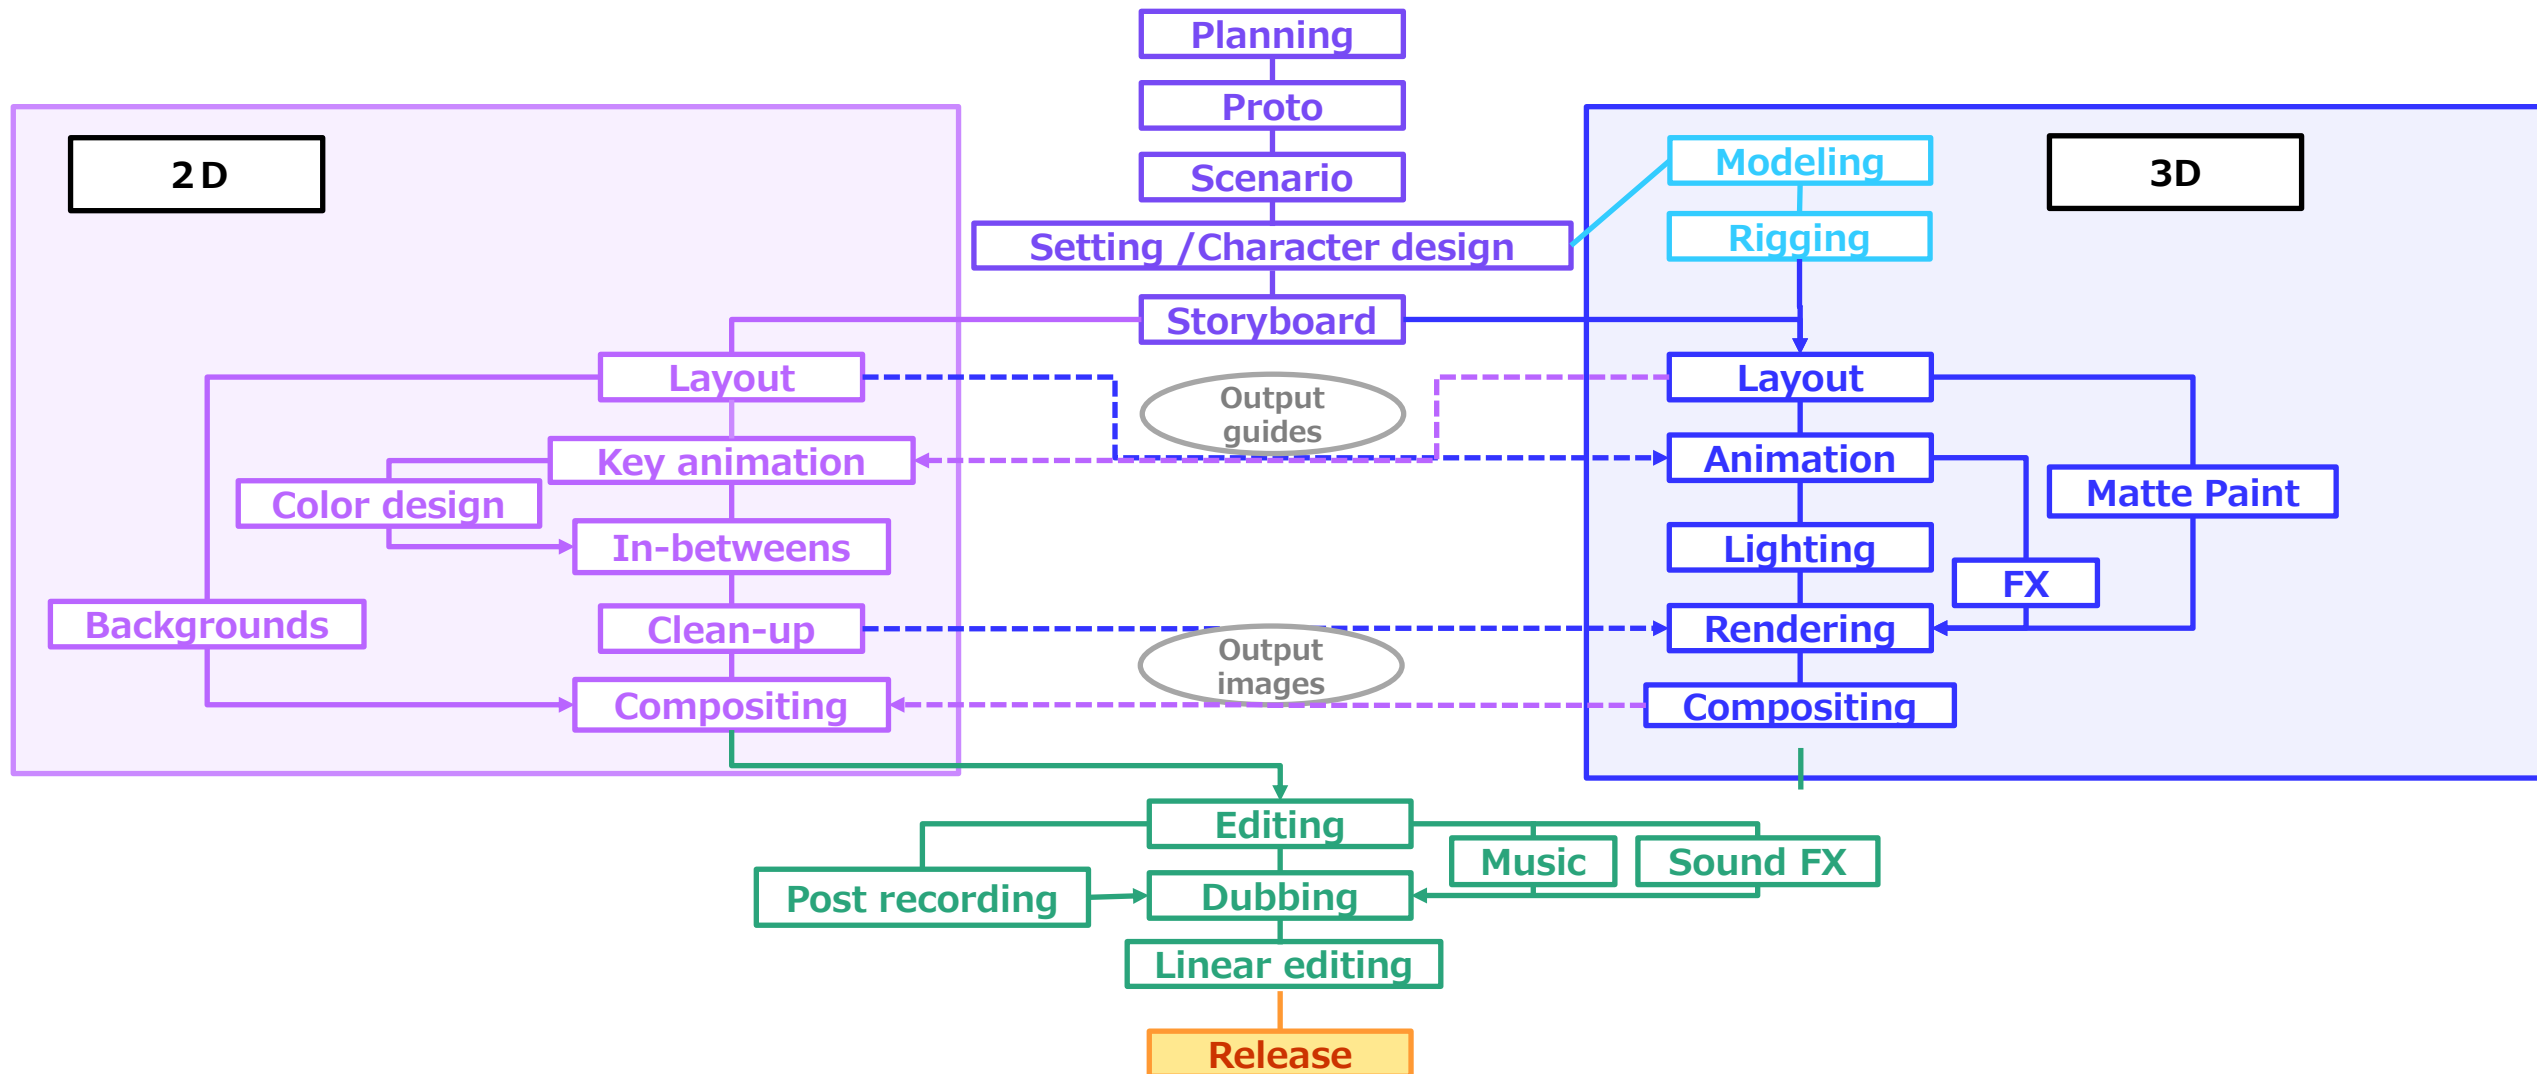 Planning
Proto
Scenario
Setting /Character design
Storyboard
2D
Layout
Key animation
Color design
In-betweens
Backgrounds
Clean-up
Compositing
Output
guides
Output
images
3D
Modeling
Rigging
Layout
Animation
Matte Paint
Lighting
FX
Rendering
Compositing
Editing
Music
Sound FX
Post recording
Dubbing
Linear editing
Release